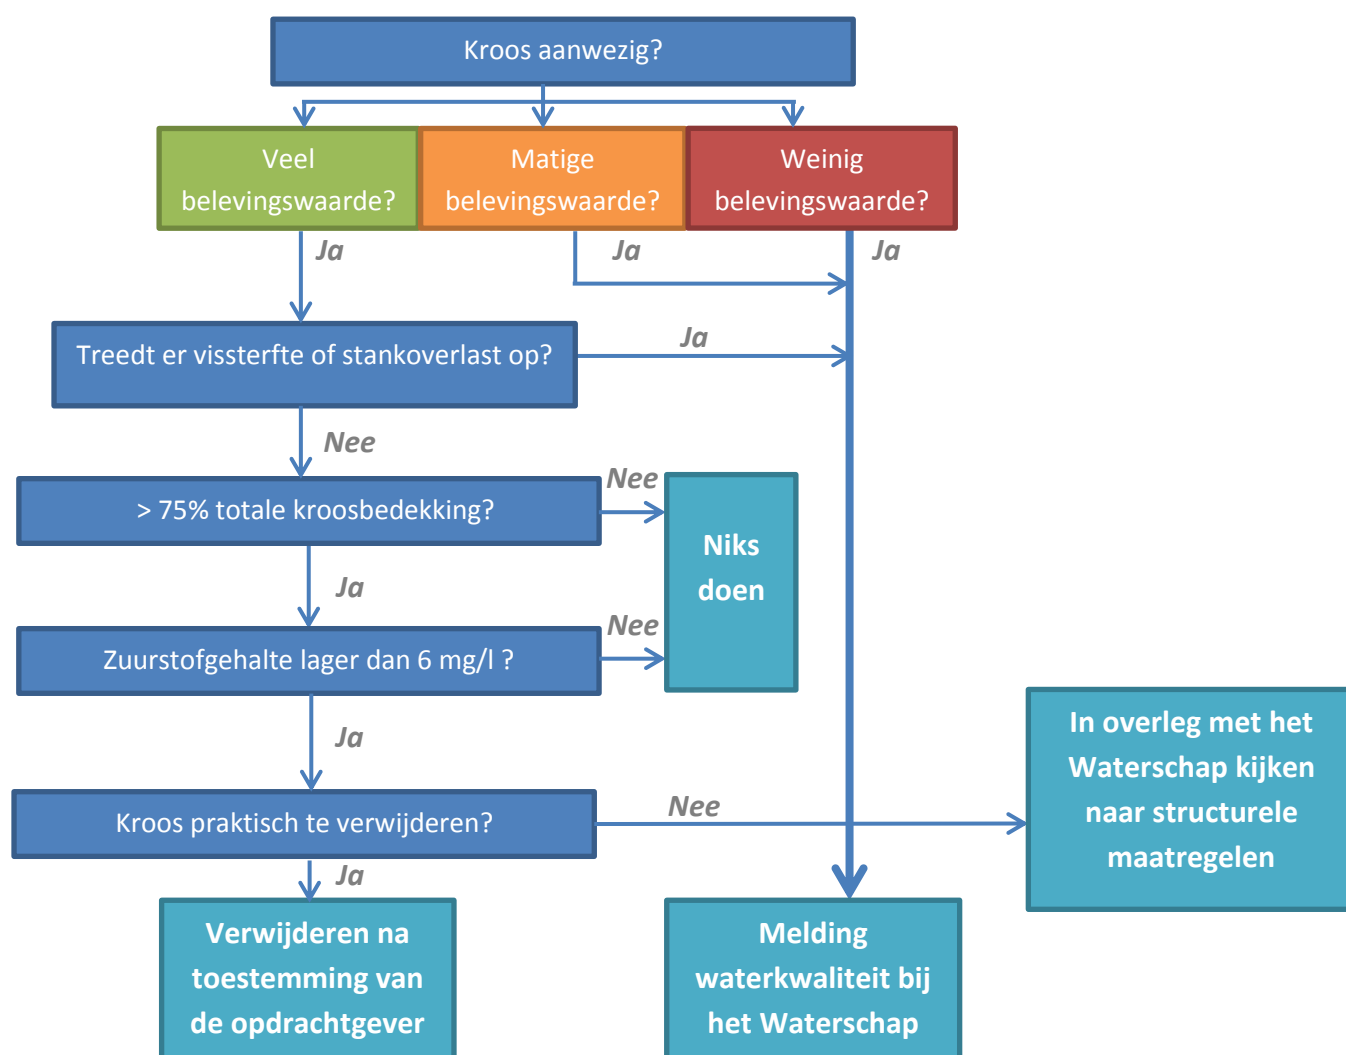 Kroos aanwezig?
Veel
belevingswaarde?
Matige
belevingswaarde?
Weinig
belevingswaarde?
Ja
Ja
Ja
Treedt er vissterfte of stankoverlast op?
Ja
Nee
> 75% totale kroosbedekking?
Nee
Niks
doen
Ja
Zuurstofgehalte lager dan 6 mg/l ?
Nee
Ja
Kroos praktisch te verwijderen?
Nee
In overleg met het
Waterschap kijken
naar structurele
maatregelen
Ja
Verwijderen na
toestemming van
de opdrachtgever
Melding
waterkwaliteit bij
het Waterschap